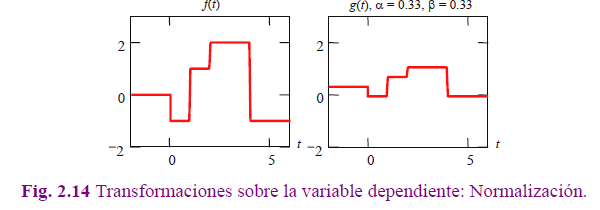 f(t) g(t), α = 0.33, β = 0.33
2 2
0 0
−2 t −2 t
0 5 0 5
Fig. 2.14 Transformaciones sobre la variable dependiente: Normalización.